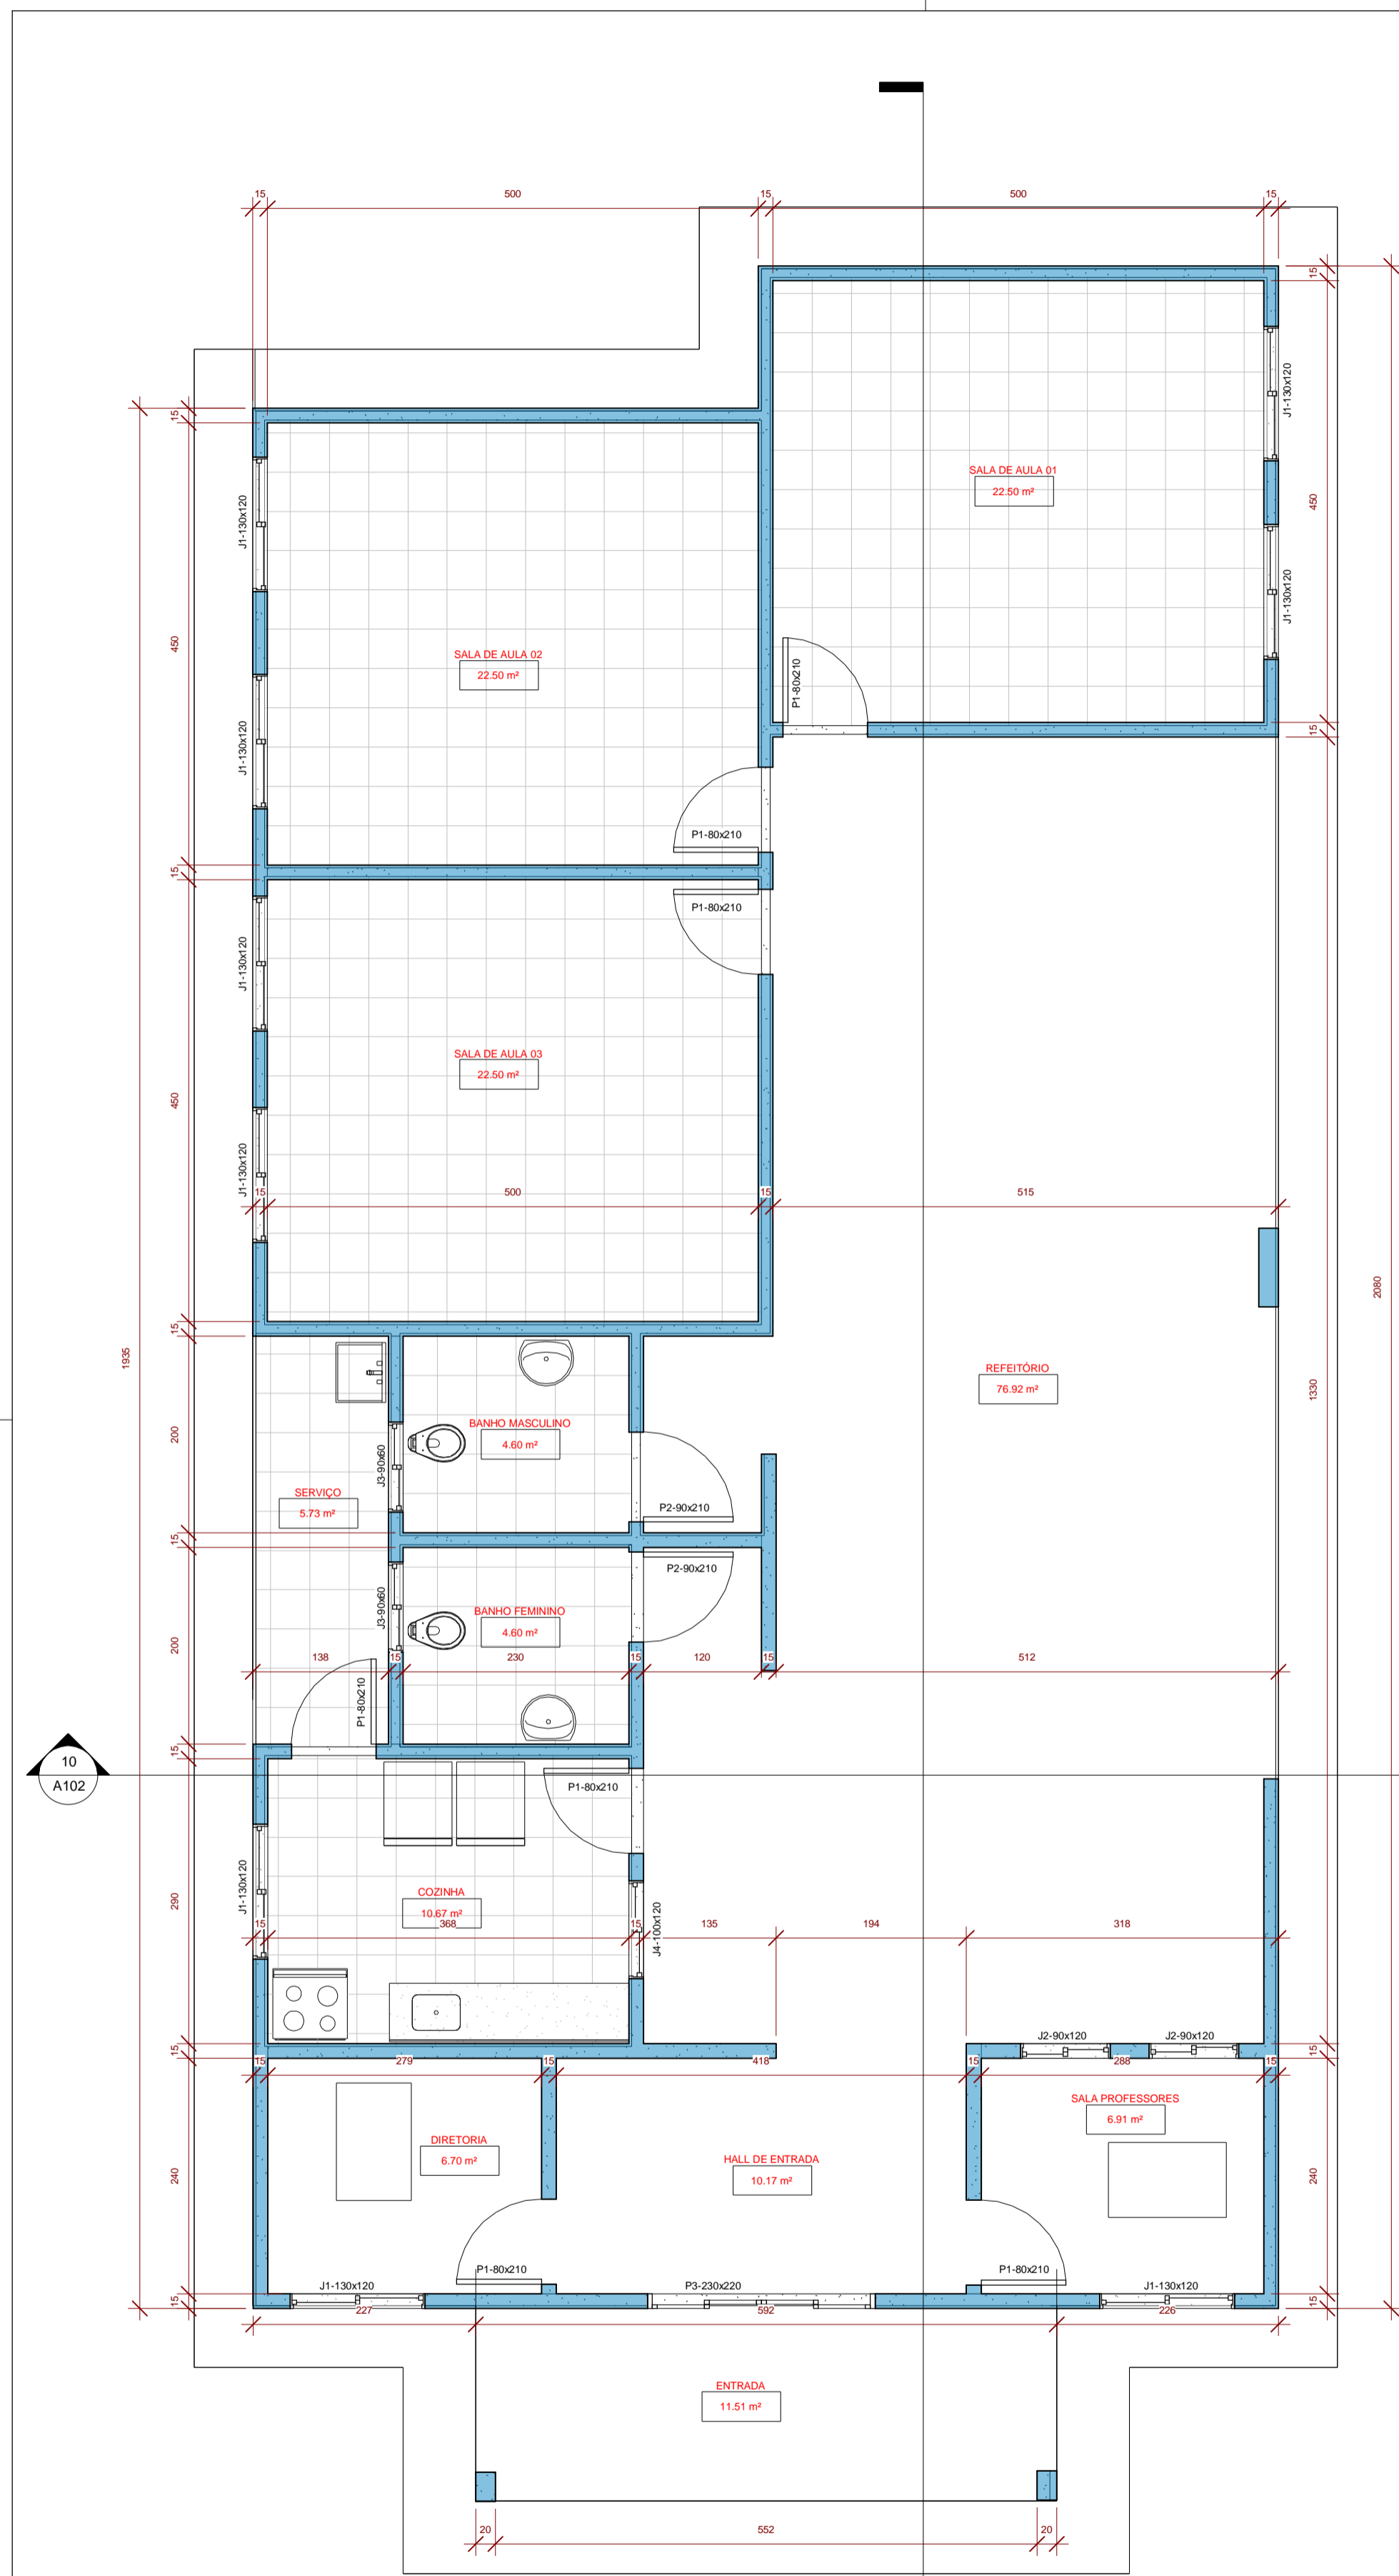 15
500
15
500
15
15
J1-130x120
SALA DE AULA 01
22.50 m²
450
J1-130x120
P1-80x210
15
15
J1-130x120
450
SALA DE AULA 02
22.50 m²
J1-130x120
P1-80x210
15
P1-80x210
J1-130x120
SALA DE AULA 03
22.50 m²
450
J1-130x120
15
500
15
515
2080
15
1935
REFEITÓRIO
76.92 m²
1330
BANHO MASCULINO
4.60 m²
200
J3-90x60
SERVIÇO
5.73 m²
P2-90x210
15
P2-90x210
J3-90x60
BANHO FEMININO
4.60 m²
200
138
15
230
15
120
15
512
P1-80x210
15
10
A102
P1-80x210
COZINHA
10.67 m²
J1-130x120
290
15
368
15
135
194
318
J4-100x120
J2-90x120
J2-90x120
15
15
15
279
15
418
15
288
15
SALA PROFESSORES
6.91 m²
DIRETORIA
6.70 m²
HALL DE ENTRADA
10.17 m²
240
240
P1-80x210
P1-80x210
J1-130x120
P3-230x220
J1-130x120
15
15
227
592
226
ENTRADA
11.51 m²
20
552
20